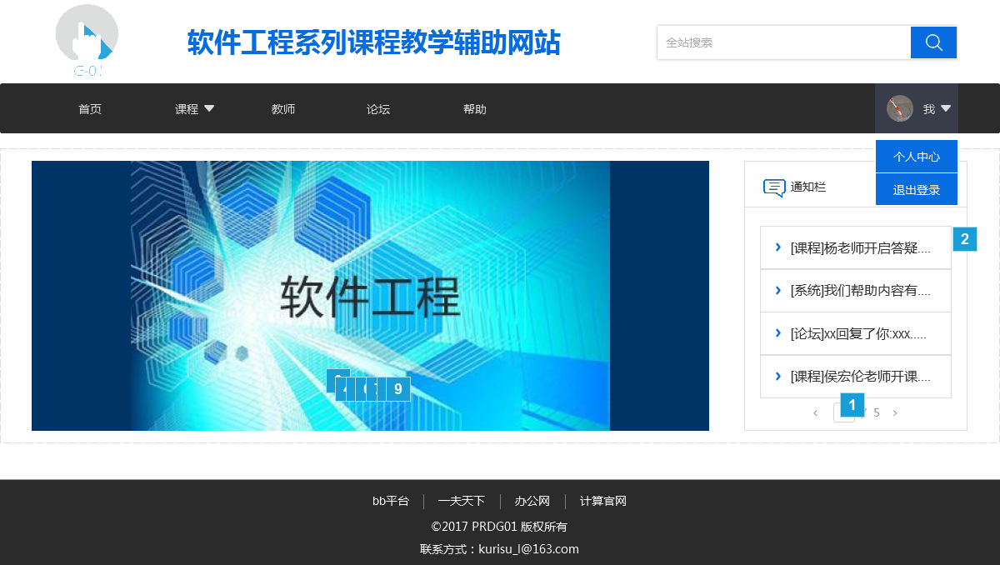 G-01
软件工程系列课程教学辅助网站
全站搜索
首页 课程 教师 论坛 帮助 我
个人中心
退出登录
通知栏
软件工程
[课程]杨老师开启答疑....
2
[系统]我们帮助内容有....
[论坛]xx回复了你:xxx.....
[课程]侯宏伦老师开课....
9
1
/ 5
bb平台 一夫天下 办公网 计算官网
©2017 PRDG01 版权所有
联系方式：kurisu_l@163.com